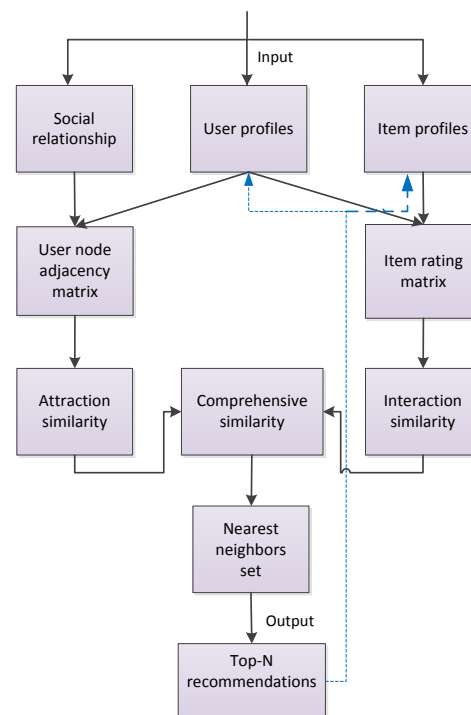 Input
Social
relationship
User profiles
Item profiles
User node
adjacency
matrix
Item rating
matrix
Attraction
similarity
Comprehensive
similarity
Interaction
similarity
Nearest
neighbors
set
Output
Top-N
recommendations